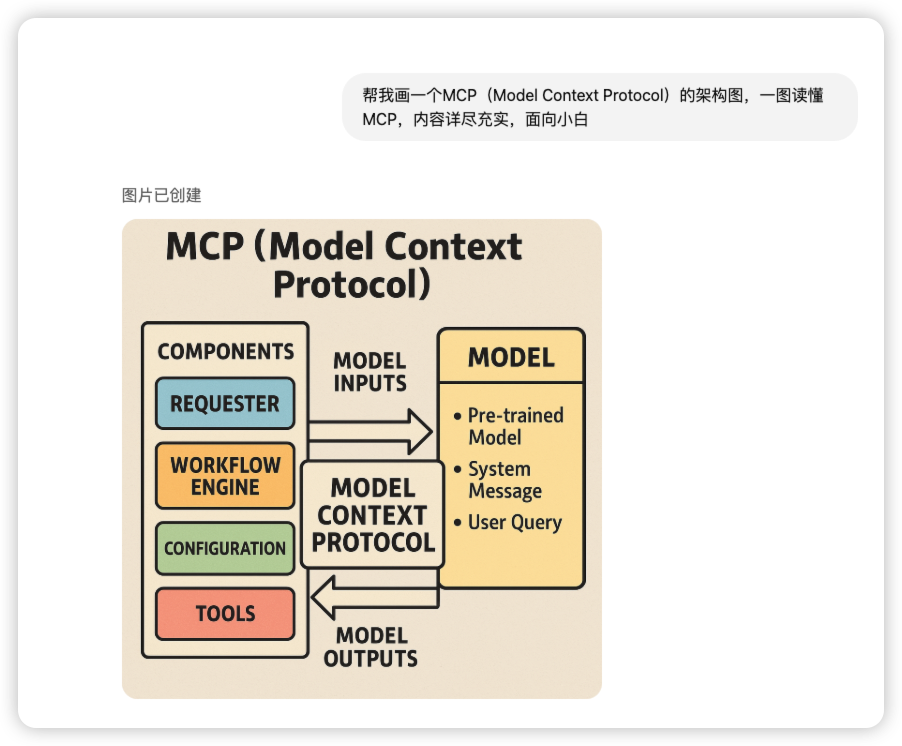 帮我画一个MCP（Model Context Protocol）的架构图，一图读懂
MCP，内容详尽充实，面向小白
图片已创建
MCP (Model Context
Protocol)
COMPONENTS
REQUESTER
WORKFLOW
ENGINE
CONFIGURATION
TOOLS
MODEL
INPUTS
MODEL
CONTEXT
PROTOCOL
MODEL
OUTPUTS
MODEL
• Pre-trained
Model
• System
Message
• User Query